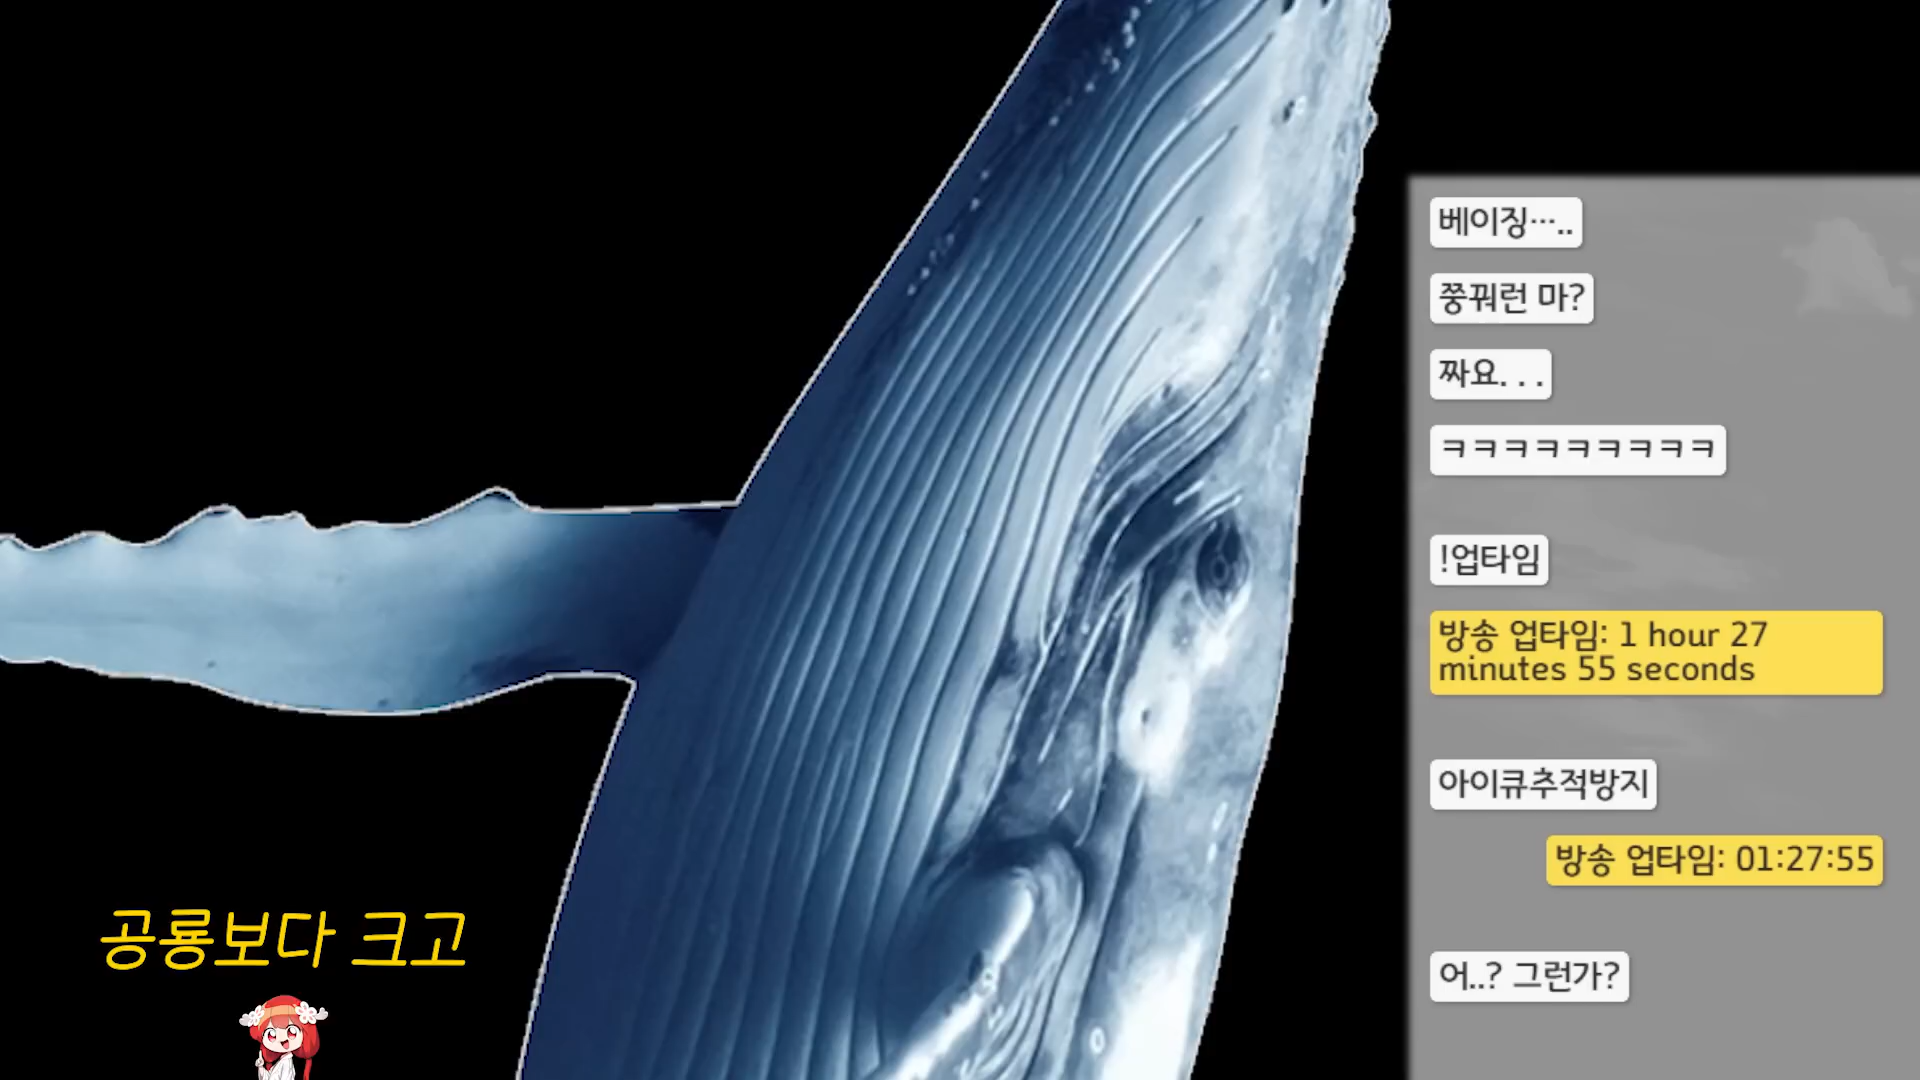 베이징….. 
쭝꿔런 마?
짜요. . .
ㅋㅋㅋㅋㅋㅋㅋㅋㅋ
!업타임
방송 업타임: 1 hour 27
minutes 55 seconds
아이큐추적방지
방송 업타임: 01:27:55
어..? 그런가?
공룡보다 크고